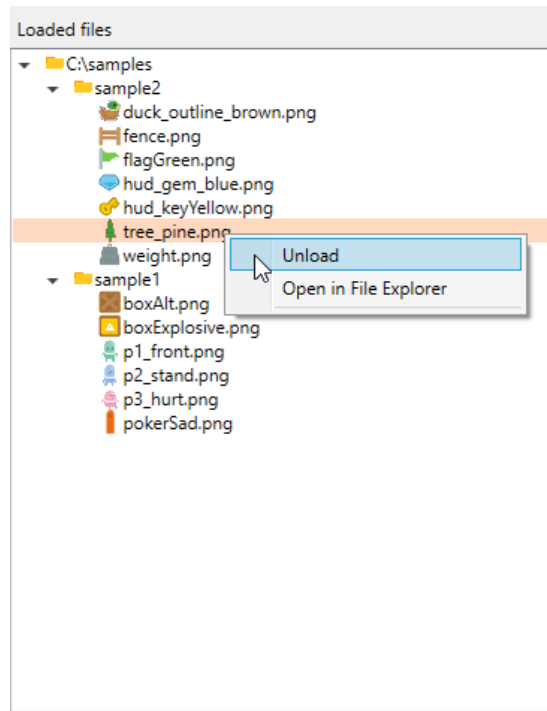 Loaded files
C:\samples
sample2
duck_outline_brown.png
fence.png
flagGreen.png
hud_gem_blue.png
hud_keyYellow.png
tree_pine.png
weight.png
Unload
Open in File Explorer
sample1
boxAlt.png
boxExplosive.png
p1_front.png
p2_stand.png
p3_hurt.png
pokerSad.png